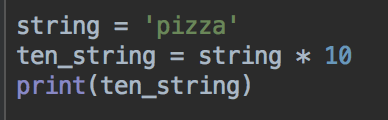 string = 'pizza'
ten_string = string * 10
print(ten_string)